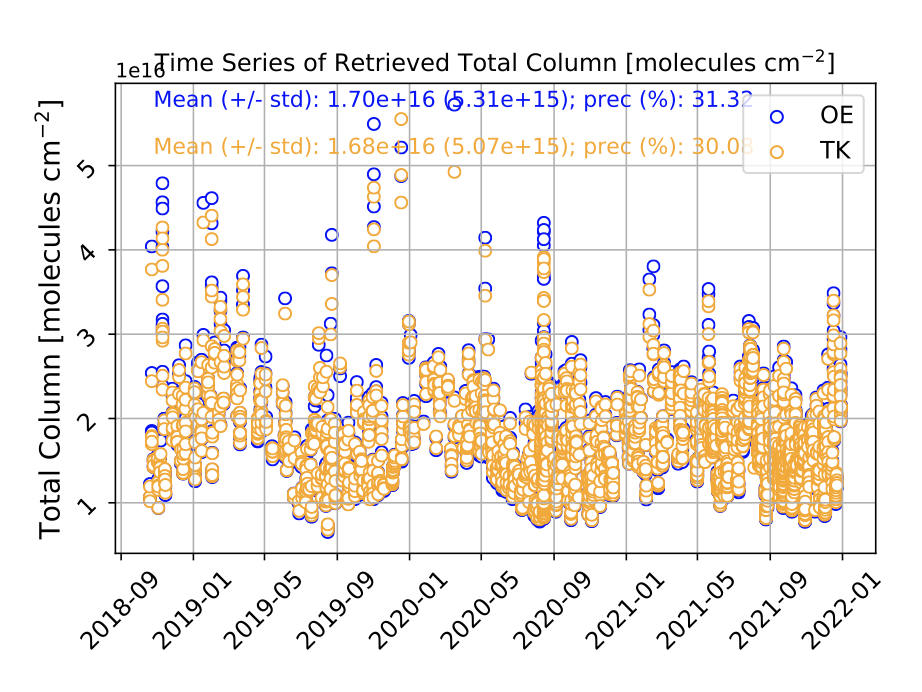 1e16
Time Series of Retrieved Total Column [molecules cm⁻²]
Mean (+/- std): 1.70e+16 (5.31e+15); prec (%): 31.32
Mean (+/- std): 1.68e+16 (5.07e+15); prec (%): 30.08
OE
TK
Total Column [molecules cm⁻²]
5
4
3
2
1
2018-09
2019-01
2019-05
2019-09
2020-01
2020-05
2020-09
2021-01
2021-05
2021-09
2022-01